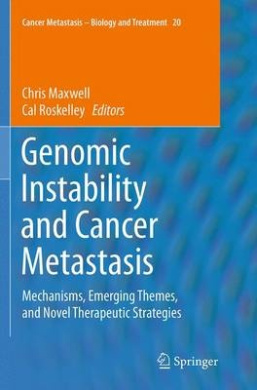 Cancer Metastasis – Biology and Treatment 20
Chris Maxwell
Cal Roskelley Editors
Genomic
Instability
and Cancer
Metastasis
Mechanisms, Emerging Themes,
and Novel Therapeutic Strategies
Springer